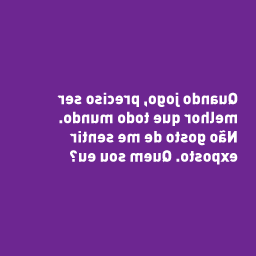 Quando jogo, preciso ser
melhor que todo mundo.
Não gosto de me sentir
exposto. Quem sou eu?